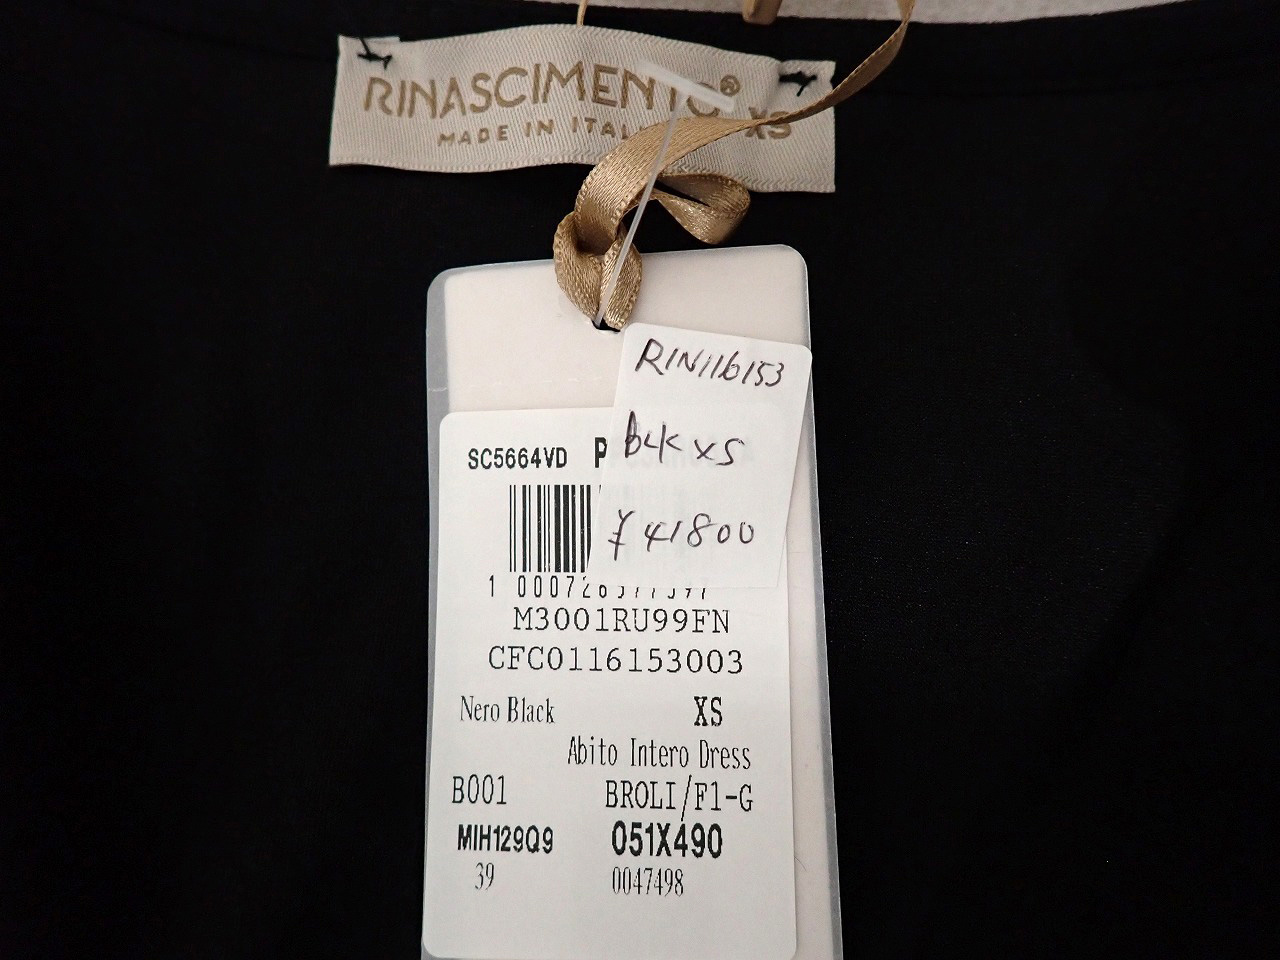 RINASCIMENTO®
MADE IN ITAL XS
RIN116153
BLK XS
¥41800
SC5664VD P
M3001RU99FN
CFC0116153003
Nero Black XS
Abito Intero Dress
B001 BROLI/F1-G
MIH129Q9 051X490
39 0047498